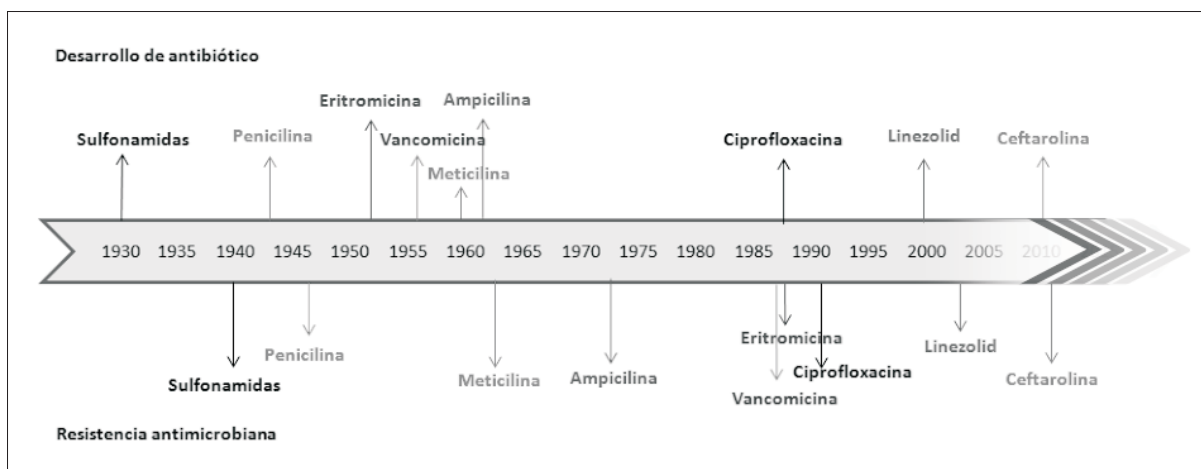 Desarrollo de antibiótico
Eritromicina Ampicilina
Sulfonamidas Penicilina Vancomicina Ciprofloxacina Linezolid Ceftarolina
Meticilina
1930 1935 1940 1945 1950 1955 1960 1965 1970 1975 1980 1985 1990 1995 2000 2005 2010
Eritromicina Linezolid
Penicilina
Meticilina Ampicilina Ciprofloxacina Ceftarolina
Sulfonamidas
Vancomicina
Resistencia antimicrobiana